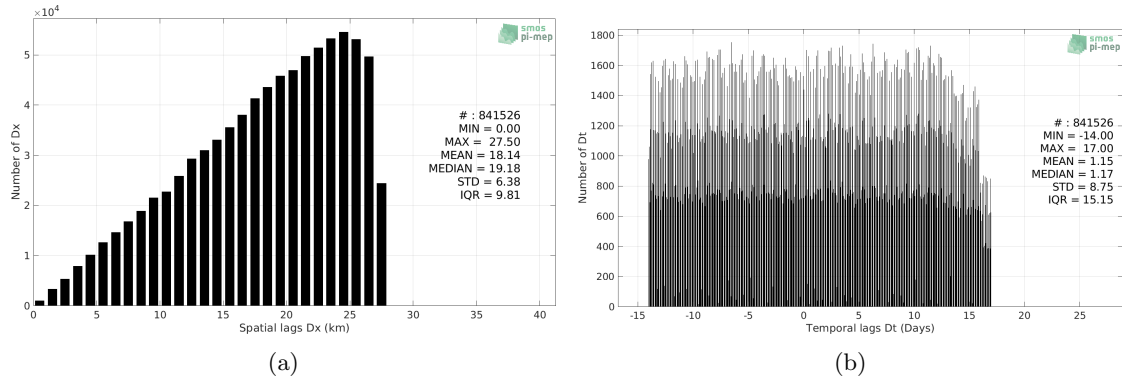 ×10⁴
5
4
3
2
1
0
Number of Dx
0 5 10 15 20 25 30 35 40
Spatial lags Dx (km)
smos
pi-mep
# : 841526
MIN = 0.00
MAX = 27.50
MEAN = 18.14
MEDIAN = 19.18
STD = 6.38
IQR = 9.81
(a)
1800
1600
1400
1200
1000
800
600
400
200
0
Number of Dt
-15 -10 -5 0 5 10 15 20 25
Temporal lags Dt (Days)
smos
pi-mep
# : 841526
MIN = -14.00
MAX = 17.00
MEAN = 1.15
MEDIAN = 1.17
STD = 8.75
IQR = 15.15
(b)